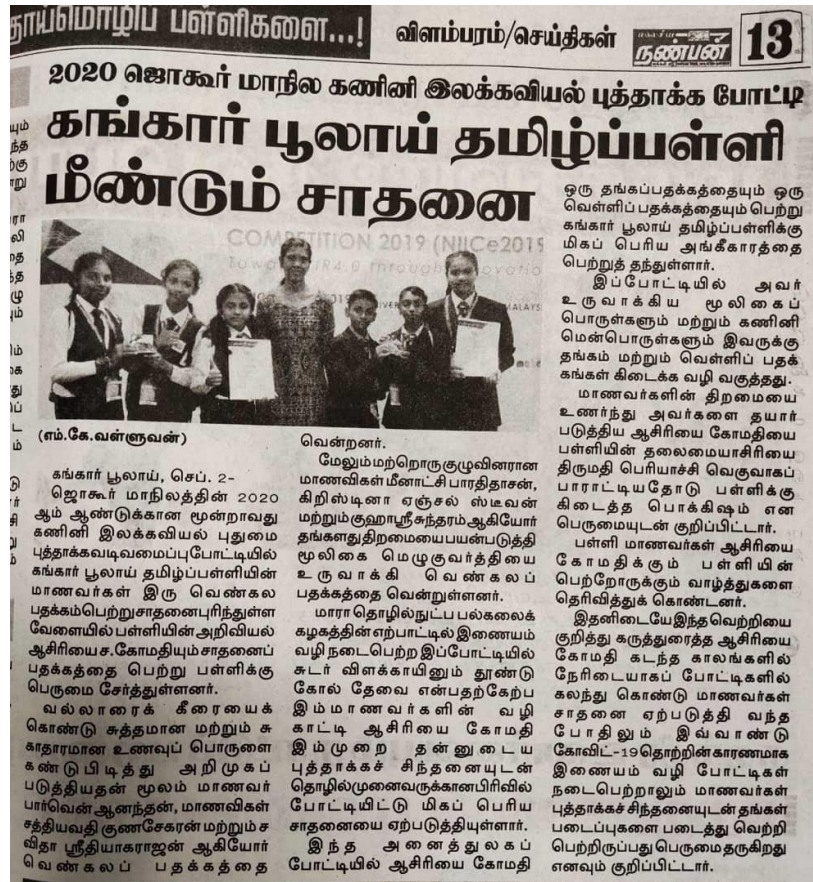 தாய்மொழிப் பள்ளிகளை...!
விளம்பரம்/செய்திகள்
நண்பன்
13
2020 ஜொகூர் மாநில கணினி இலக்கவியல் புத்தாக்க போட்டி
கங்கார் பூலாய் தமிழ்ப்பள்ளி
மீண்டும் சாதனை
COMPETITION 2019 (NIICe2019
(எம்.கே.வள்ளுவன்)
கங்கார் பூலாய், செப். 2-
ஜொகூர் மாநிலத்தின் 2020
ஆம் ஆண்டுக்கான மூன்றாவது
கணினி இலக்கவியல் புதுமை
புத்தாக்கவடிவமைப்புபோட்டியில்
கங்கார் பூலாய் தமிழ்பள்ளியின்
மாணவர்கள் இரு வெண்கல
பதக்கம்பெற்றுசாதனைபுரிந்துள்ள
வேளையில் பள்ளியின் அறிவியல்
ஆசிரியை ச.கோமதியும் சாதனைப்
பதக்கத்தை பெற்று பள்ளிக்கு
பெருமை சேர்த்துள்ளனர்.
வல்லாரைக் கீரையைக்
கொண்டு சுத்தமான மற்றும் சு
காதாரமான உணவுப் பொருளை
கண்டுபிடித்து அறிமுகப்
படுத்தியதன் மூலம் மாணவர்
பார்வென் ஆனந்தன், மாணவிகள்
சத்தியவதி குணசேகரன் மற்றும் ச
விதா ஸ்ரீதியாகராஜன் ஆகியோர்
வெண்கலப் பதக்கத்தை
வென்றனர்.
மேலும்மற்றொருகுழுவினரான
மாணவிகள் மீனாட்சி பாரதிதாசன்,
கிறிஸ்டினா ஏஞ்சல் ஸ்டீவன்
மற்றும்குஹாஸ்ரீசுந்தரம்ஆகியோர்
தங்களதுதிறமையைபயன்படுத்தி
மூலிகை மெழுகுவர்த்தியை
உருவாக்கி வெண்கலப்
பதக்கத்தை வென்றுள்ளனர்.
மாரா தொழில்நுட்ப பல்கலைக்
கழகத்தின் ஏற்பாட்டில் இணையம்
வழி நடைபெற்ற இப்போட்டியில்
சுடர் விளக்காயினும் தூண்டு
கோல் தேவை என்பதற்கேற்ப
இம்மாணவர்களின் வழி
காட்டி ஆசிரியை கோமதி
இம்முறை தன்னுடைய
புத்தாக்கச் சிந்தனையுடன்
தொழில்முனைவருக்கானபிரிவில்
போட்டியிட்டு மிகப் பெரிய
சாதனையை ஏற்படுத்தியுள்ளார்.
இந்த அனைத்துலகப்
போட்டியில் ஆசிரியை கோமதி
ஒரு தங்கப்பதக்கத்தையும் ஒரு
வெள்ளிப் பதக்கத்தையும் பெற்று
கங்கார் பூலாய் தமிழ்பள்ளிக்கு
மிகப் பெரிய அங்கீகாரத்தை
பெற்றுத் தந்துள்ளார்.
இப்போட்டியில் அவர்
உருவாக்கிய மூலிகைப்
பொருள்களும் மற்றும் கணினி
மென்பொருள்களும் இவருக்கு
தங்கம் மற்றும் வெள்ளிப் பதக்
கங்கள் கிடைக்க வழி வகுத்தது.
மாணவர்களின் திறமையை
உணர்ந்து அவர்களை தயார்
படுத்திய ஆசிரியை கோமதியை
பள்ளியின் தலைமையாசிரியை
திருமதி பெரியாச்சி வெகுவாகப்
பாராட்டியதோடு பள்ளிக்கு
கிடைத்த பொக்கிஷம் என
பெருமையுடன் குறிப்பிட்டார்.
பள்ளி மாணவர்கள் ஆசிரியை
கோமதிக்கும் பள்ளியின்
பெற்றோருக்கும் வாழ்த்துகளை
தெரிவித்துக் கொண்டனர்.
இதனிடையேஇந்தவெற்றியை
குறித்து கருத்துரைத்த ஆசிரியை
கோமதி கடந்த காலங்களில்
நேரிடையாகப் போட்டிகளில்
கலந்து கொண்டு மாணவர்கள்
சாதனை ஏற்படுத்தி வந்த
போதிலும் இவ்வாண்டு
கோவிட்-19தொற்றின்காரணமாக
இணையம் வழி போட்டிகள்
நடைபெற்றாலும் மாணவர்கள்
புத்தாக்கச் சிந்தனையுடன் தங்கள்
படைப்புகளை படைத்து வெற்றி
பெற்றிருப்பது பெருமை தருகிறது
எனவும் குறிப்பிட்டார்.